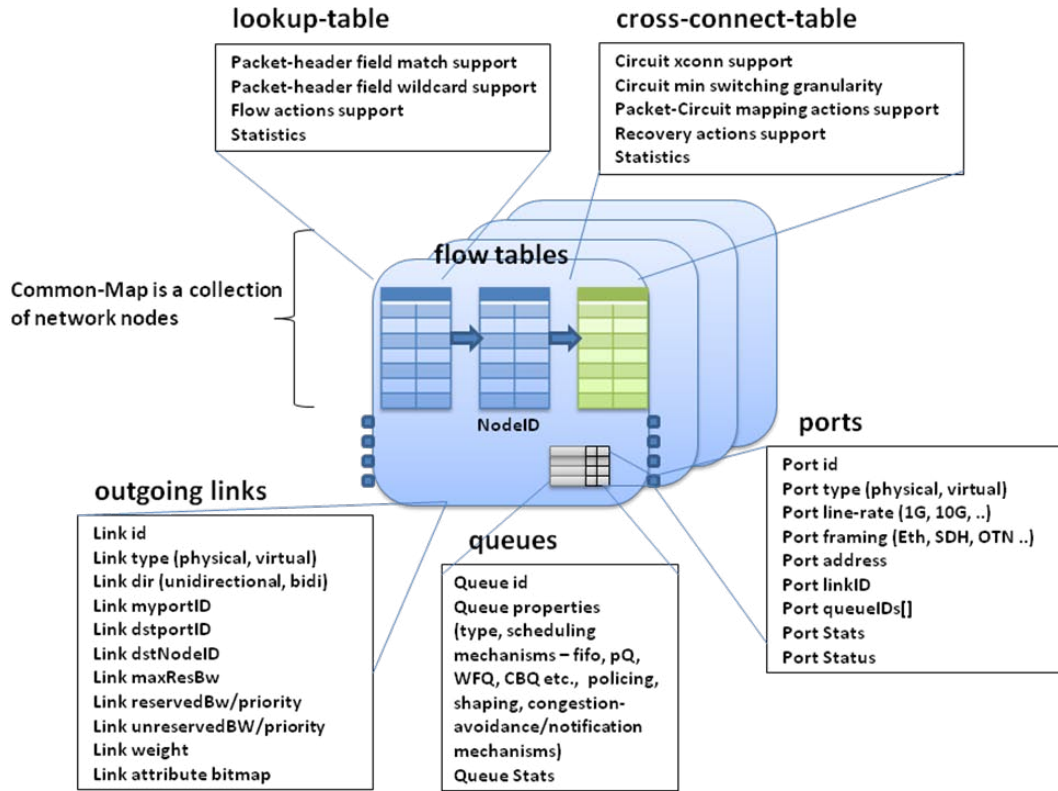 lookup-table
Packet-header field match support
Packet-header field wildcard support
Flow actions support
Statistics
cross-connect-table
Circuit xconn support
Circuit min switching granularity
Packet-Circuit mapping actions support
Recovery actions support
Statistics
flow tables
Common-Map is a collection
of network nodes
NodeID
outgoing links
Link id
Link type (physical, virtual)
Link dir (unidirectional, bidi)
Link myportID
Link dstportID
Link dstNodeID
Link maxResBw
Link reservedBw/priority
Link unreservedBW/priority
Link weight
Link attribute bitmap
queues
Queue id
Queue properties
(type, scheduling
mechanisms – fifo, pQ,
WFQ, CBQ etc., policing,
shaping, congestion-
avoidance/notification
mechanisms)
Queue Stats
ports
Port id
Port type (physical, virtual)
Port line-rate (1G, 10G, ..)
Port framing (Eth, SDH, OTN ..)
Port address
Port linkID
Port queueIDs[]
Port Stats
Port Status